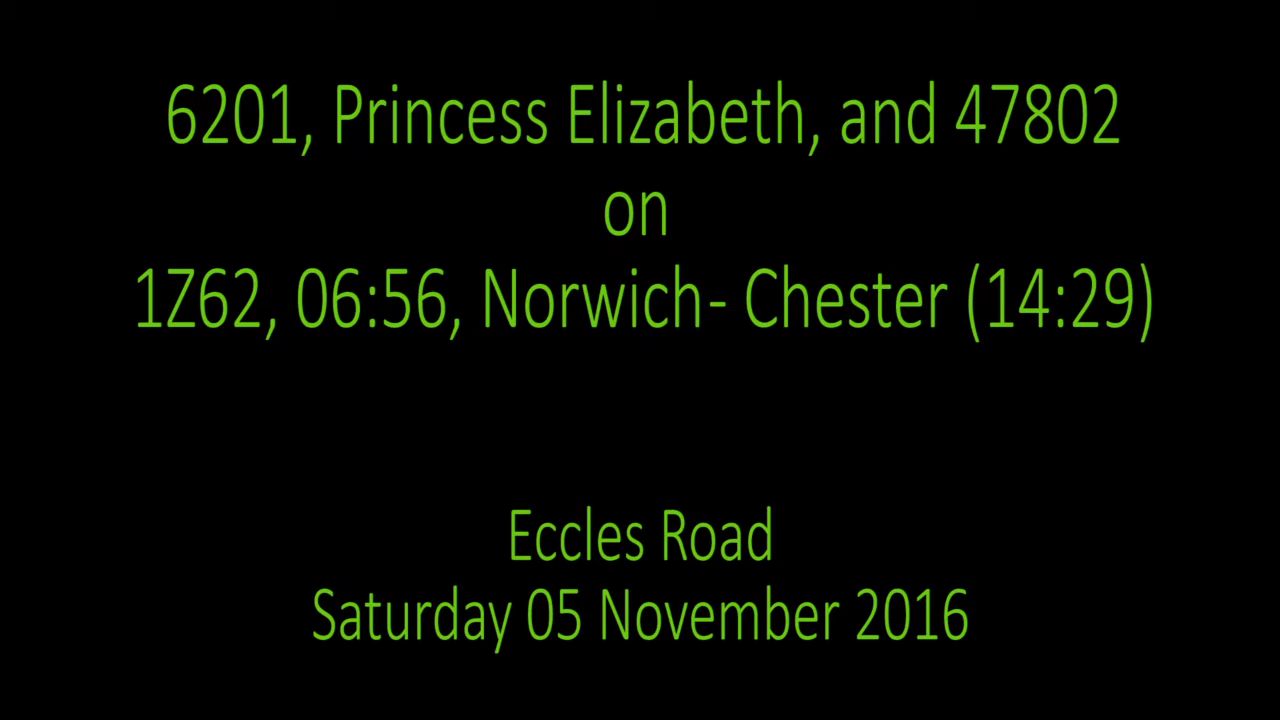 6201, Princess Elizabeth, and 47802
on
1Z62, 06:56, Norwich- Chester (14:29)
Eccles Road
Saturday 05 November 2016